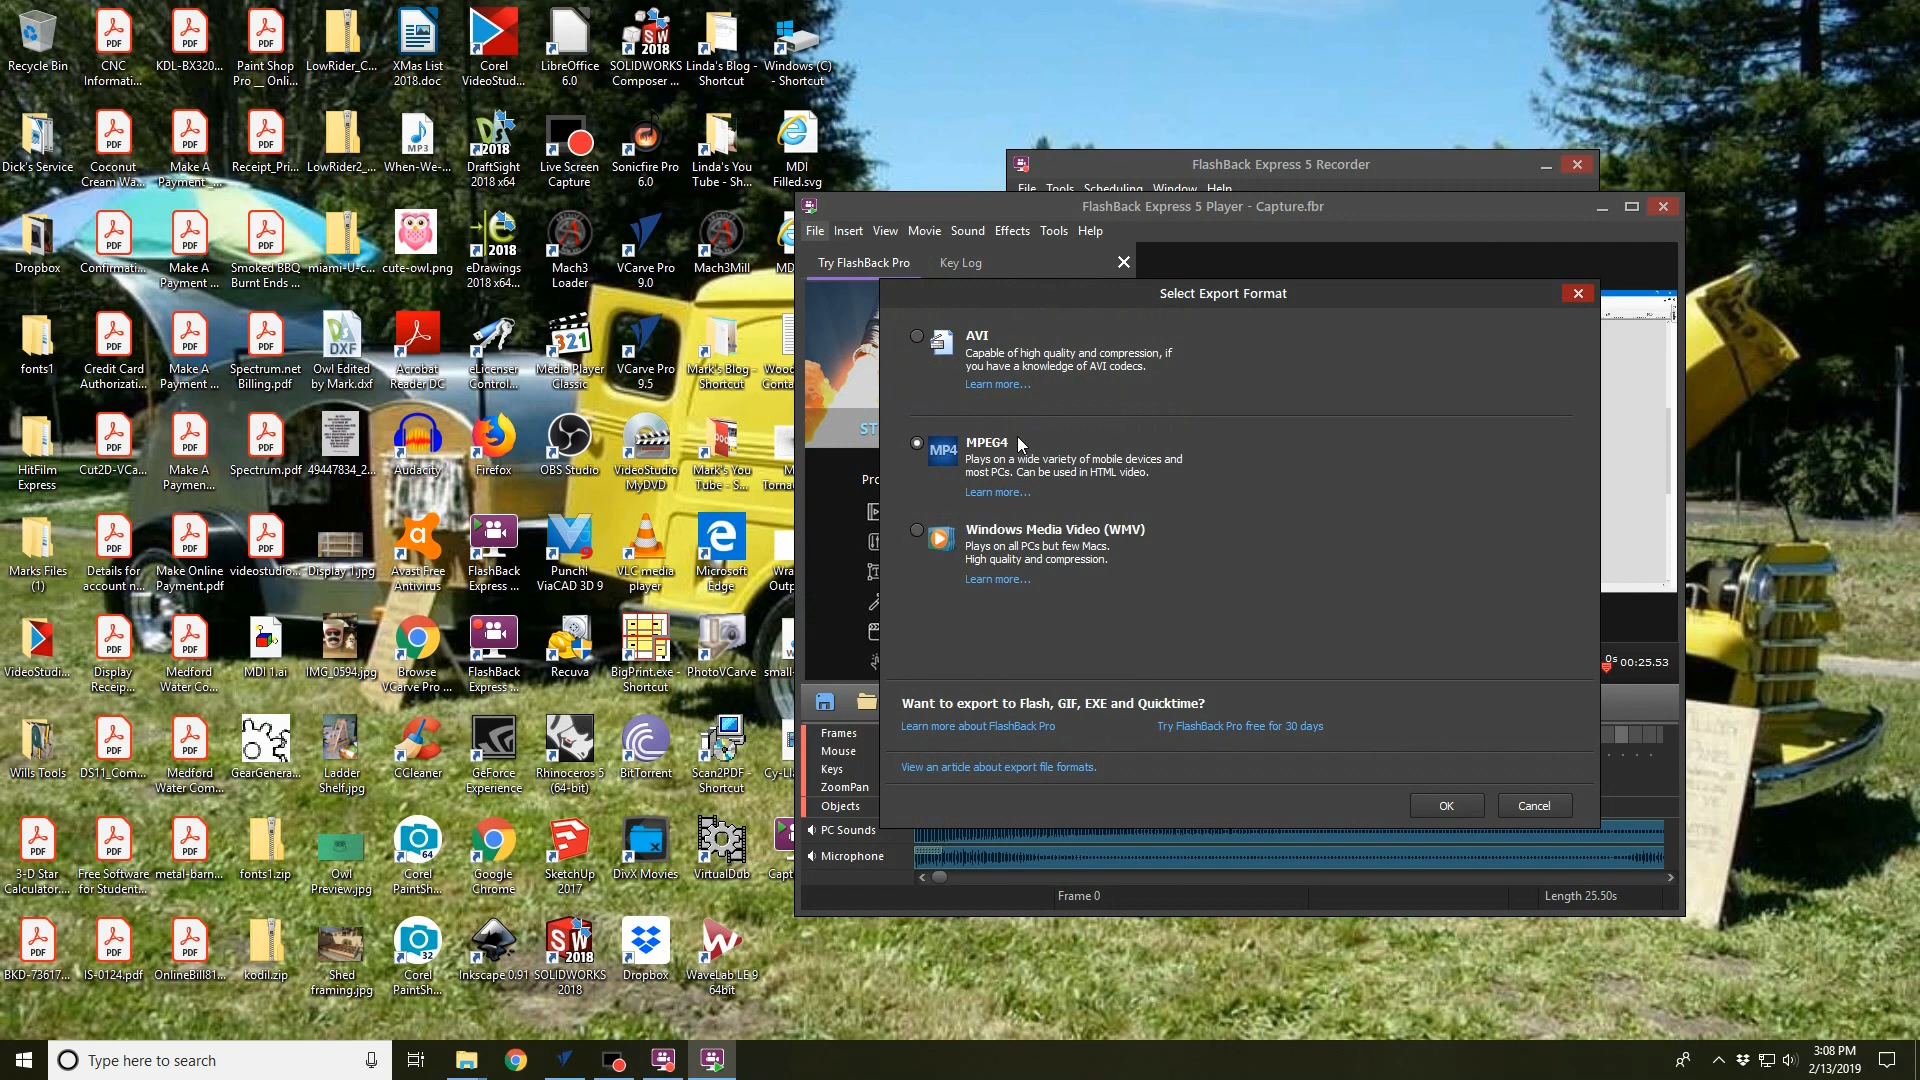 Recycle Bin
CNC
Informati...
KDL-BX320...
Paint Shop
Pro __ Onli...
LowRider_C...
XMas List
2018.doc
Corel
VideoStud...
LibreOffice
6.0
SOLIDWORKS
Composer ...
Linda's Blog -
Shortcut
Windows (C)
- Shortcut
Dick's Service
Coconut
Cream Wa...
Make A
Payment_...
Receipt_Pri...
LowRider2_...
When-We-...
DraftSight
2018 x64
Live Screen
Capture
Sonicfire Pro
6.0
Linda's You
Tube - Sh...
MDI
Filled.svg
Dropbox
Confirmati...
Make A
Payment ...
Smoked BBQ
Burnt Ends ...
miami-U-c...
cute-owl.png
eDrawings
2018 x64...
Mach3
Loader
VCarve Pro
9.0
Mach3Mill
fonts1
Credit Card
Authorizati...
Make A
Payment ...
Spectrum.net
Billing.pdf
Owl Edited
by Mark.dxf
Acrobat
Reader DC
eLicenser
Control...
Media Player
Classic
VCarve Pro
9.5
Mark's Blog -
Shortcut
HitFilm
Express
Cut2D-VCa...
Make A
Paymen...
Spectrum.pdf
49447834_2...
Audacity
Firefox
OBS Studio
VideoStudio
MyDVD
Mark's You
Tube - S...
Marks Files
(1)
Details for
account n...
Make Online
Payment.pdf
videostudio...
Display 1.jpg
Avast Free
Antivirus
FlashBack
Express ...
Punch!
ViaCAD 3D 9
VLC media
player
Microsoft
Edge
VideoStudi...
Display
Receip...
Medford
Water Co...
MDI 1.ai
IMG_0594.jpg
Browse
VCarve Pro ...
FlashBack
Express ...
Recuva
BigPrint.exe -
Shortcut
PhotoVCarve
small-
Wills Tools
DS11_Com...
Medford
Water Com...
GearGenera...
Ladder
Shelf.jpg
CCleaner
GeForce
Experience
Rhinoceros 5
(64-bit)
BitTorrent
Scan2PDF -
Shortcut
3-D Star
Calculator....
Free Software
for Student...
metal-barn...
fonts1.zip
Owl
Preview.jpg
Corel
PaintSh...
Google
Chrome
SketchUp
2017
DivX Movies
VirtualDub
BKD-73617...
IS-0124.pdf
OnlineBill81...
kodil.zip
Shed
framing.jpg
Corel
PaintSh...
Inkscape 0.91
SOLIDWORKS
2018
Dropbox
WaveLab LE 9
64bit
FlashBack Express 5 Recorder
File Tools Scheduling Window Help
FlashBack Express 5 Player - Capture.fbr
File Insert View Movie Sound Effects Tools Help
Try FlashBack Pro Key Log
Select Export Format
AVI
Capable of high quality and compression, if
you have a knowledge of AVI codecs.
Learn more...
MP4
MPEG4
Plays on a wide variety of mobile devices and
most PCs. Can be used in HTML video.
Learn more...
Windows Media Video (WMV)
Plays on all PCs but few Macs.
High quality and compression.
Learn more...
0s 00:25.53
Want to export to Flash, GIF, EXE and Quicktime?
Learn more about FlashBack Pro Try FlashBack Pro free for 30 days
View an article about export file formats.
OK Cancel
Frames
Mouse
Keys
ZoomPan
Objects
PC Sounds
Microphone
Frame 0 Length 25.50s
Type here to search
3:08 PM
2/13/2019